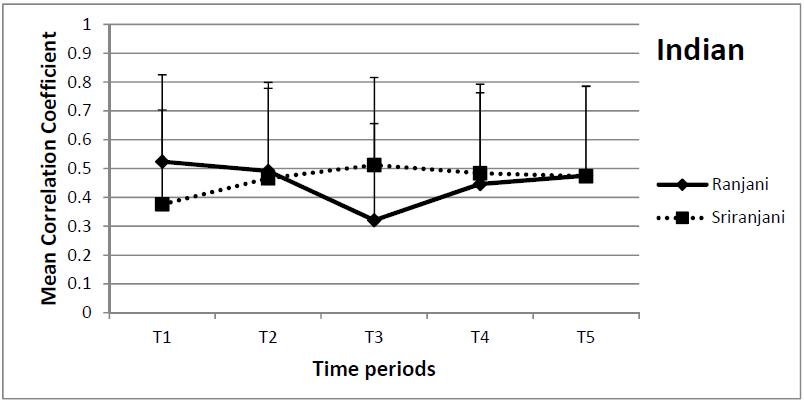 Indian
Mean Correlation Coefficient
1
0.9
0.8
0.7
0.6
0.5
0.4
0.3
0.2
0.1
0
T1 T2 T3 T4 T5
Time periods
Ranjani
Sriranjani